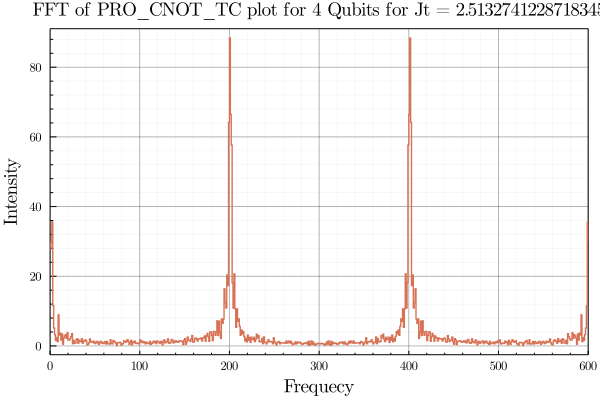 FFT of PRO_CNOT_TC plot for 4 Qubits for Jt = 2.5132741228718345
Intensity
80
60
40
20
0
0 100 200 300 400 500 600
Frequecy